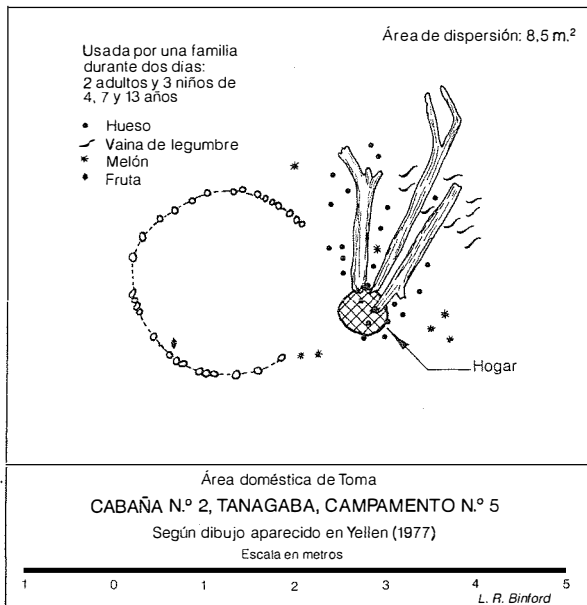 Usada por una familia
durante dos días:
2 adultos y 3 niños de
4, 7 y 13 años
Hueso
Vaina de legumbre
Melón
Fruta
Área de dispersión: 8,5 m.²
Hogar
Área doméstica de Toma
CABAÑA N.º 2, TANAGABA, CAMPAMENTO N.º 5
Según dibujo aparecido en Yellen (1977)
Escala en metros
1 0 1 2 3 4 5
L. R. Binford